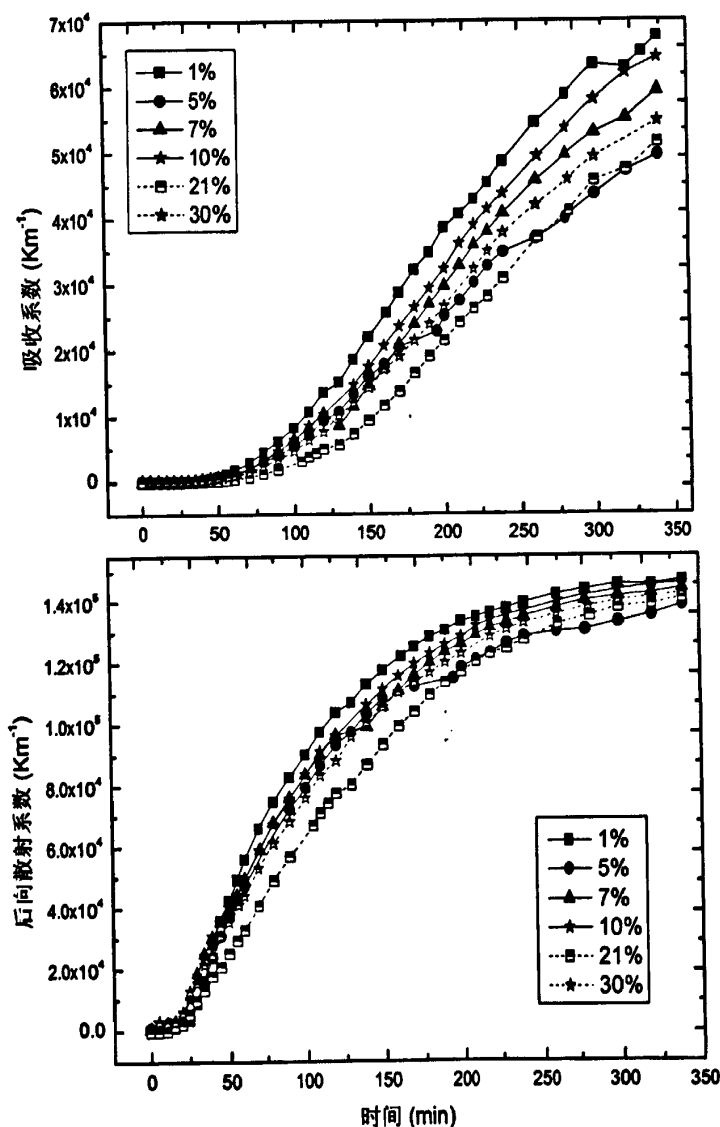 7x10⁴
6x10⁴
5x10⁴
4x10⁴
3x10⁴
2x10⁴
1x10⁴
0
吸收系数 (Km⁻¹)
1%
5%
7%
10%
21%
30%
0 50 100 150 200 250 300 350
1.4x10⁵
1.2x10⁵
1.0x10⁵
8.0x10⁴
6.0x10⁴
4.0x10⁴
2.0x10⁴
0.0
后向散射系数 (Km⁻¹)
1%
5%
7%
10%
21%
30%
0 50 100 150 200 250 300 350
时间 (min)